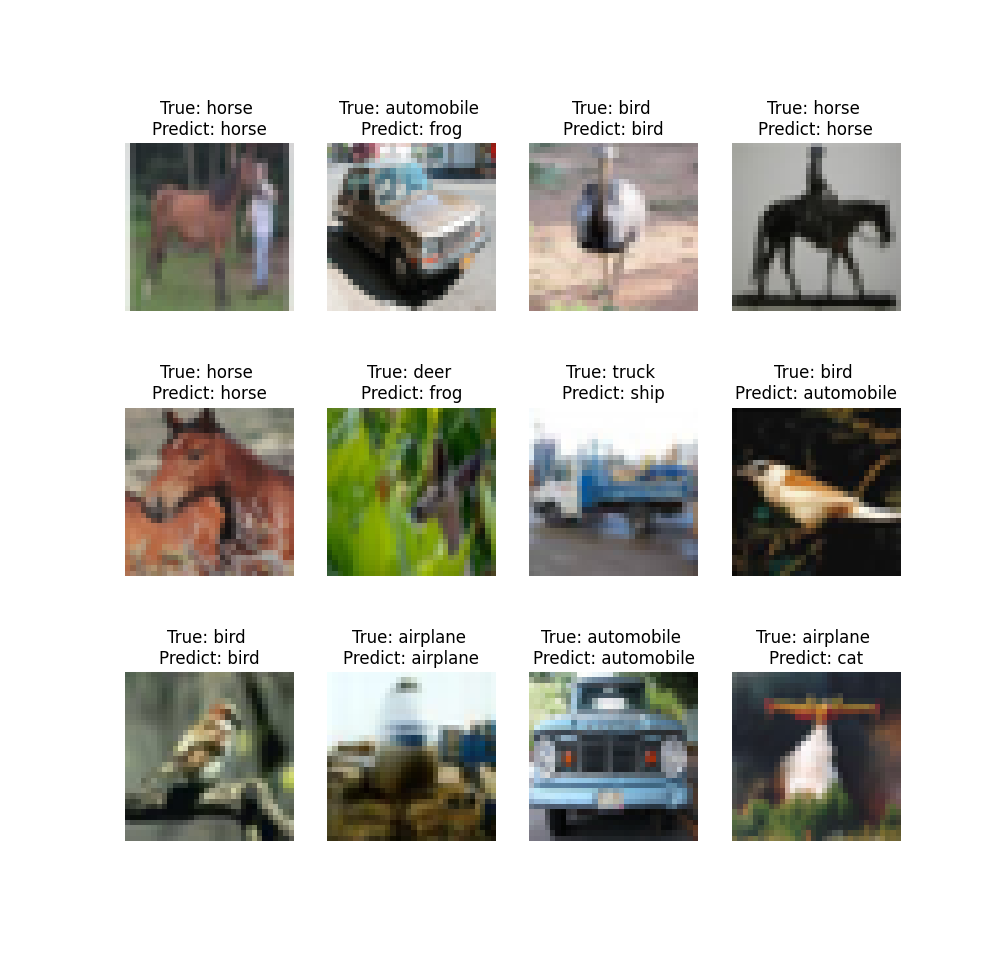 True: horse
Predict: horse
True: automobile
Predict: frog
True: bird
Predict: bird
True: horse
Predict: horse
True: horse
Predict: horse
True: deer
Predict: frog
True: truck
Predict: ship
True: bird
Predict: automobile
True: bird
Predict: bird
True: airplane
Predict: airplane
True: automobile
Predict: automobile
True: airplane
Predict: cat